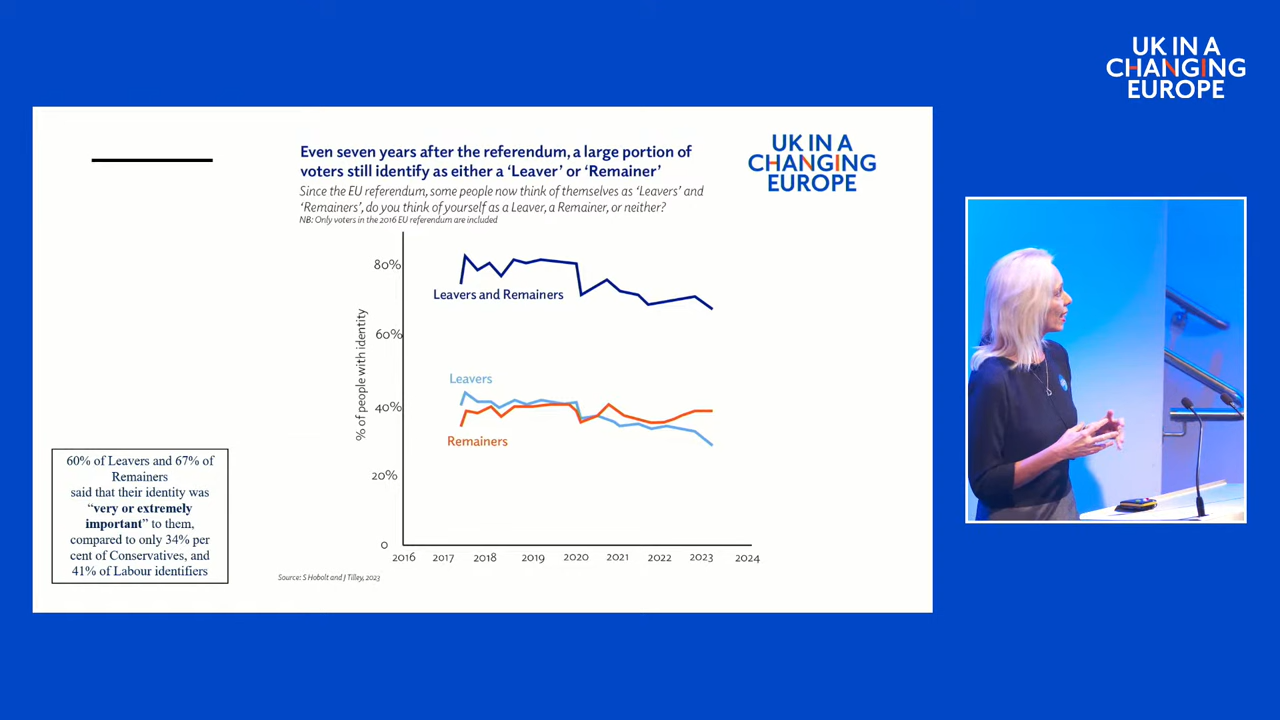 UK IN A
CHANGING
EUROPE
Even seven years after the referendum, a large portion of
voters still identify as either a ‘Leaver’ or ‘Remainer’
Since the EU referendum, some people now think of themselves as ‘Leavers’ and
‘Remainers’, do you think of yourself as a Leaver, a Remainer, or neither?
NB: Only voters in the 2016 EU referendum are included
UK IN A
CHANGING
EUROPE
% of people with identity
80%
60%
40%
20%
0
Leavers and Remainers
Leavers
Remainers
2016 2017 2018 2019 2020 2021 2022 2023 2024
Source: S Hobolt and J Tilley, 2023
60% of Leavers and 67% of
Remainers
said that their identity was
“very or extremely
important” to them,
compared to only 34% per
cent of Conservatives, and
41% of Labour identifiers